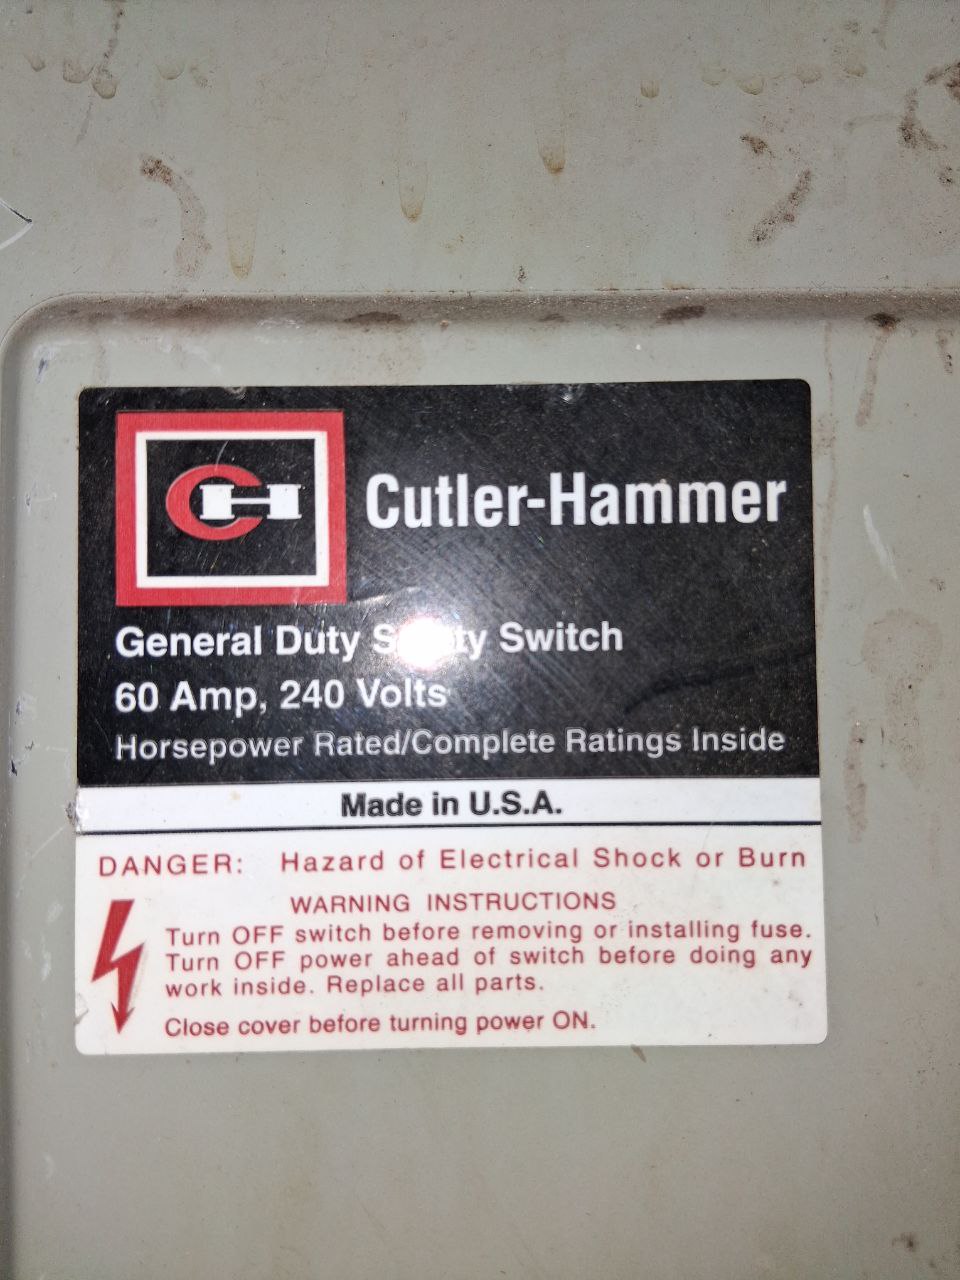 CH
Cutler-Hammer
General Duty Switch
60 Amp, 240 Volts
Horsepower Rated/Complete Ratings Inside
Made in U.S.A.
DANGER: Hazard of Electrical Shock or Burn
WARNING INSTRUCTIONS
Turn OFF switch before removing or installing fuse.
Turn OFF power ahead of switch before doing any
work inside. Replace all parts.
Close cover before turning power ON.